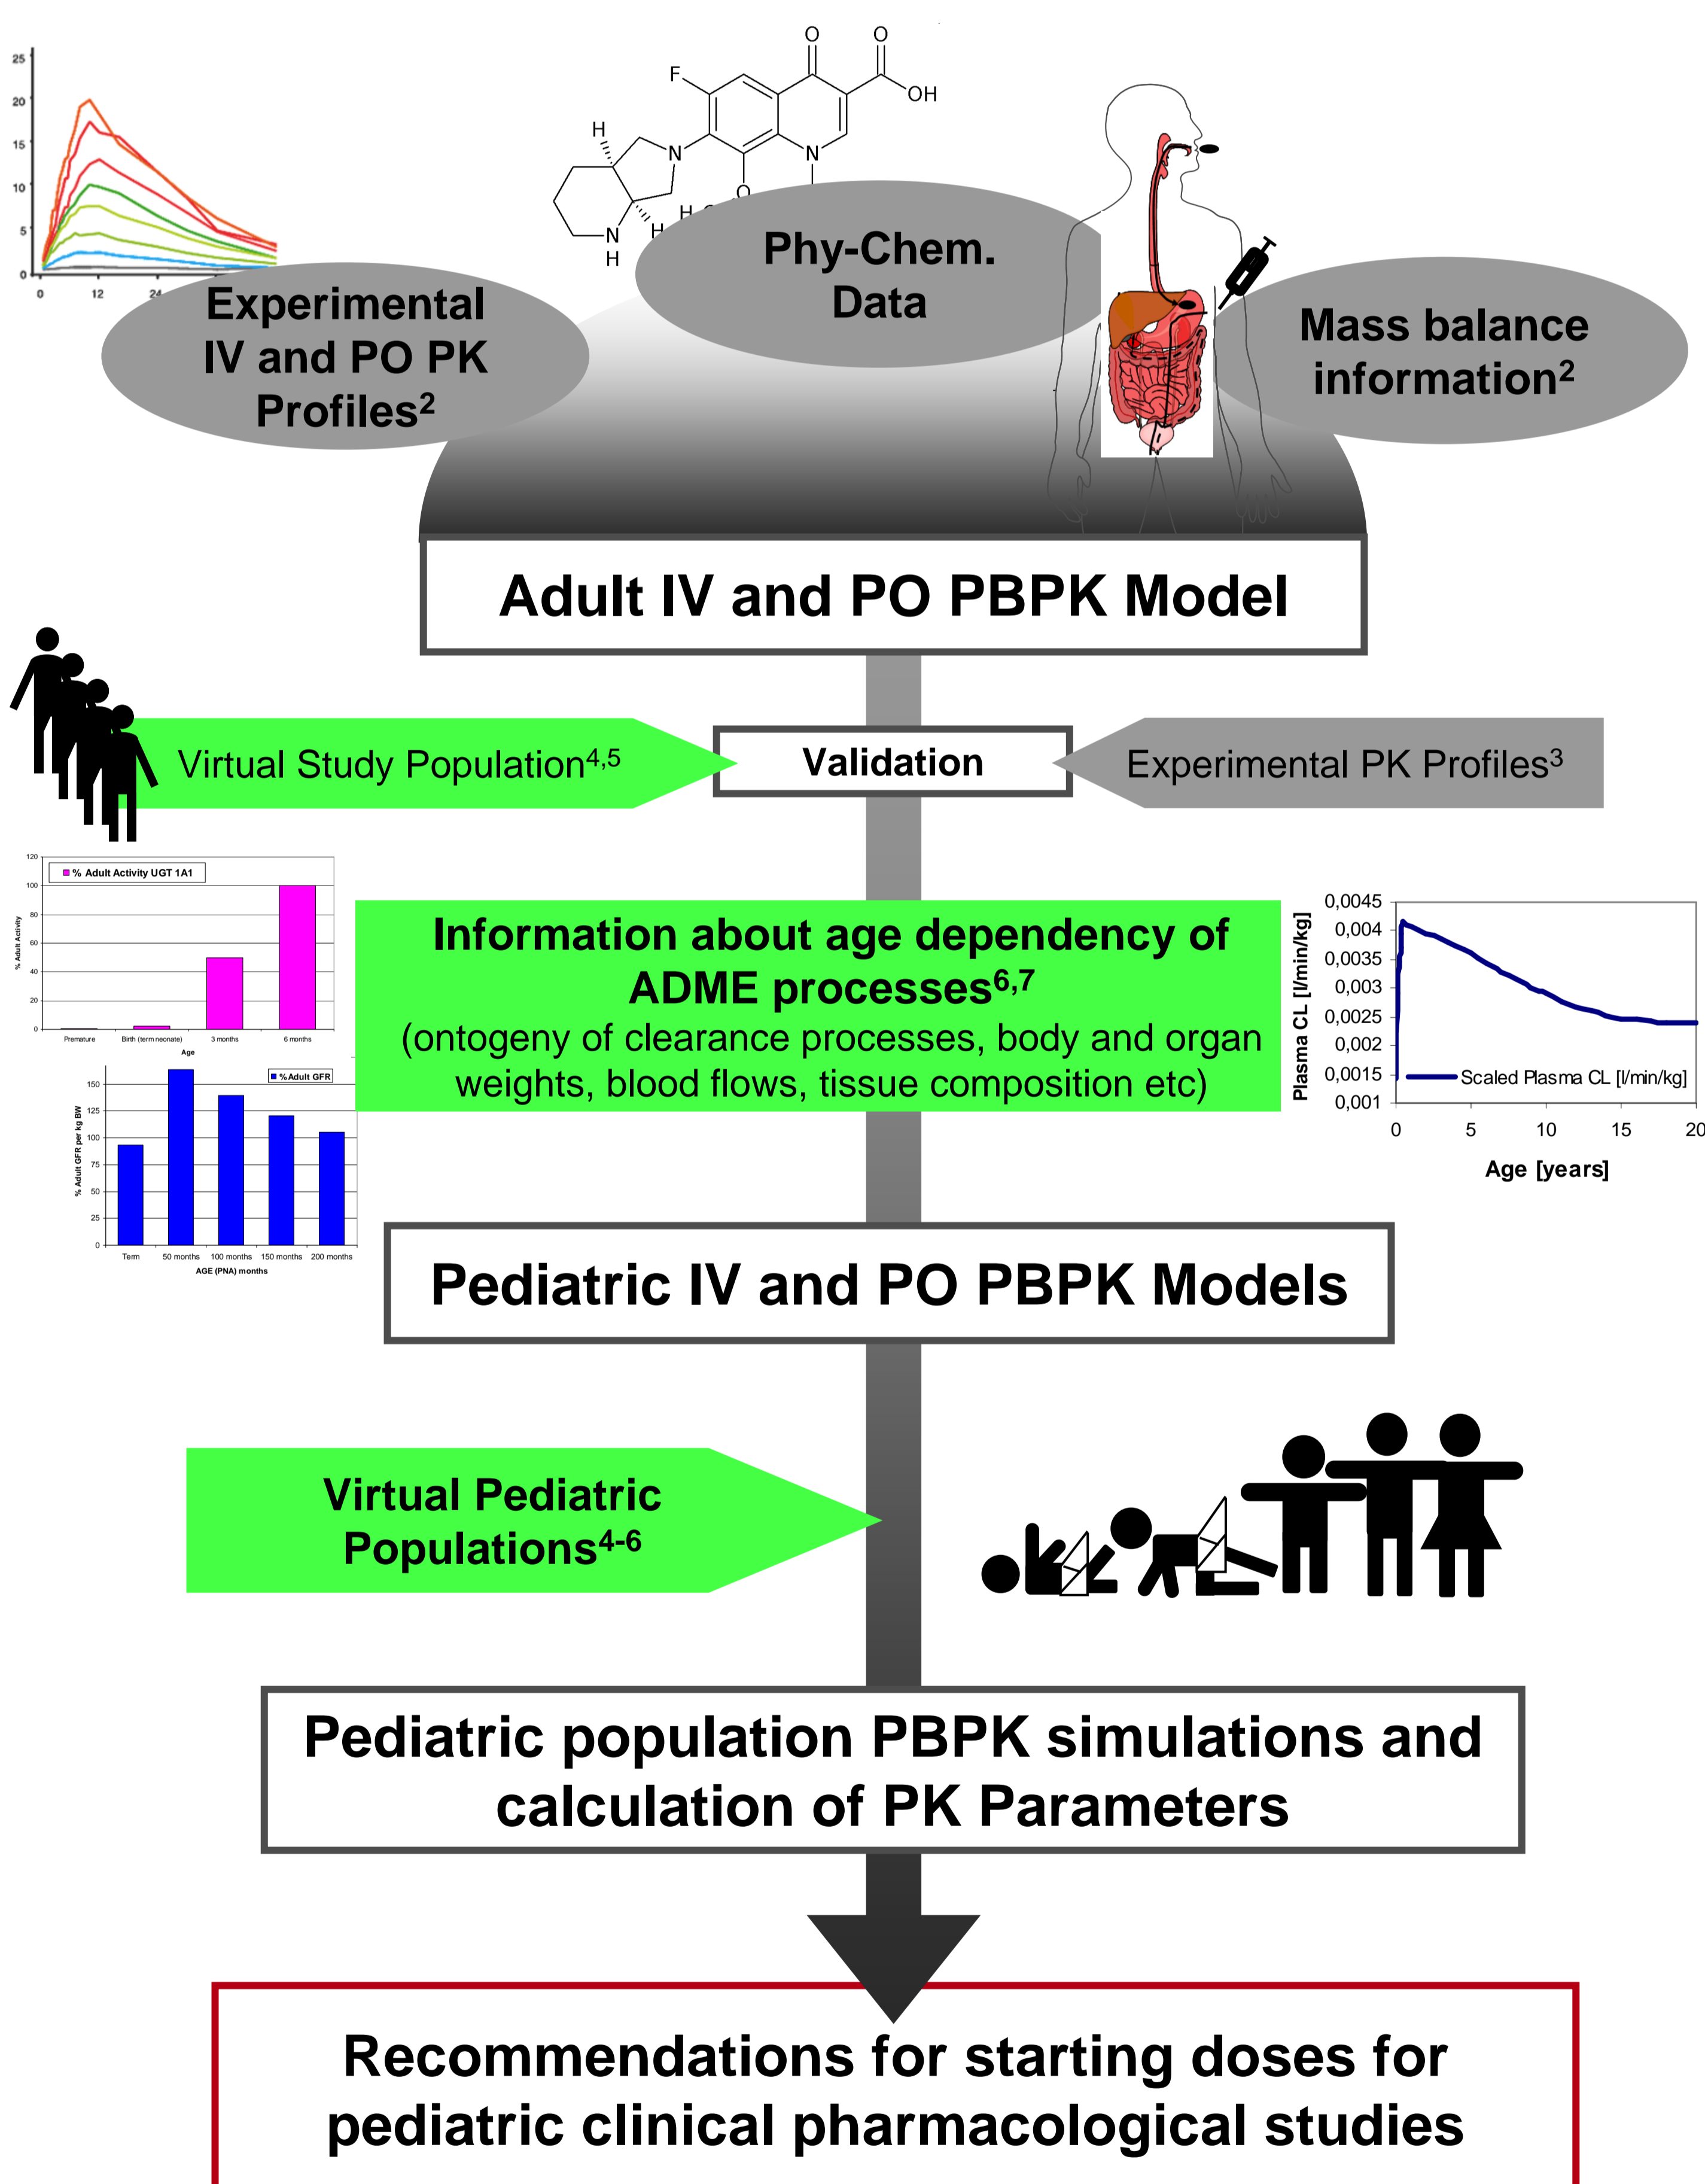 25
20
15
10
5
0
0
12
24
O
O
F
OH
H
N
N
O
H
H
N
H
Experimental
IV and PO PK
Profiles2
Phy-Chem.
Data
Mass balance
information2
Adult IV and PO PBPK Model
Virtual Study Population4,5
Validation
Experimental PK Profiles3
120
100
80
60
40
20
0
% Adult Activity
% Adult Activity UGT 1A1
Premature
Birth (term neonate)
3 months
6 months
Age
150
125
100
75
50
25
0
% Adult GFR per kg BW
%Adult GFR
Term
50 months
100 months
150 months
200 months
AGE (PNA) months
Information about age dependency of
ADME processes6,7
(ontogeny of clearance processes, body and organ
weights, blood flows, tissue composition etc)
Plasma CL [l/min/kg]
0,0045
0,004
0,0035
0,003
0,0025
0,002
0,0015
0,001
Scaled Plasma CL [l/min/kg]
0
5
10
15
20
Age [years]
Pediatric IV and PO PBPK Models
Virtual Pediatric
Populations4-6
Pediatric population PBPK simulations and
calculation of PK Parameters
Recommendations for starting doses for
pediatric clinical pharmacological studies